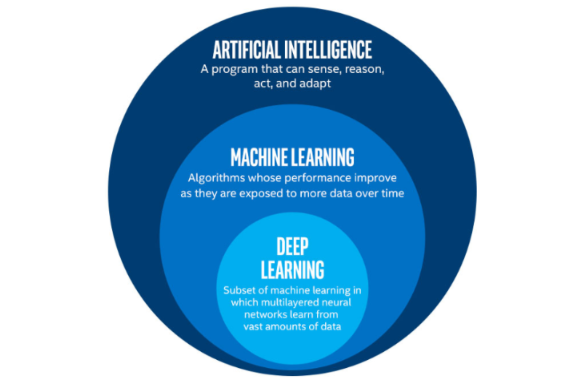 ARTIFICIAL INTELLIGENCE
A program that can sense, reason,
act, and adapt
MACHINE LEARNING
Algorithms whose performance improve
as they are exposed to more data over time
DEEP
LEARNING
Subset of machine learning in
which multilayered neural
networks learn from
vast amounts of data